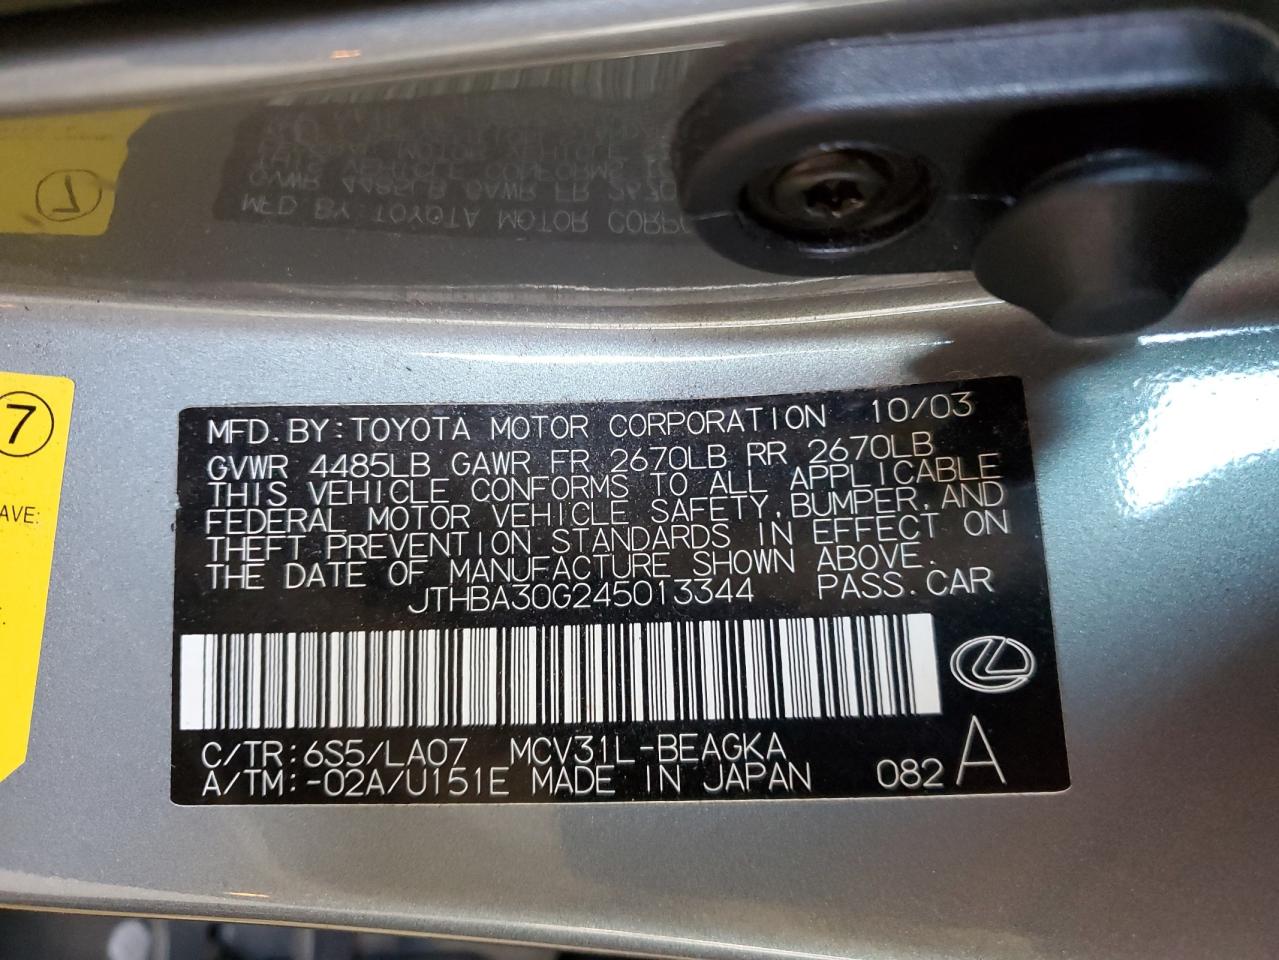 7
AVE:
MFD. BY: TOYOTA MOTOR CORPORATION 10/03
GVWR 4485LB GAWR FR 2670LB RR 2670LB
THIS VEHICLE CONFORMS TO ALL APPLICABLE
FEDERAL MOTOR VEHICLE SAFETY, BUMPER, AND
THEFT PREVENTION STANDARDS IN EFFECT ON
THE DATE OF MANUFACTURE SHOWN ABOVE.
JTHBA30G245013344 PASS. CAR
C/TR: 6S5/LA07 MCV31L-BEAGKA
A/TM: -02A/U151E MADE IN JAPAN 082 A